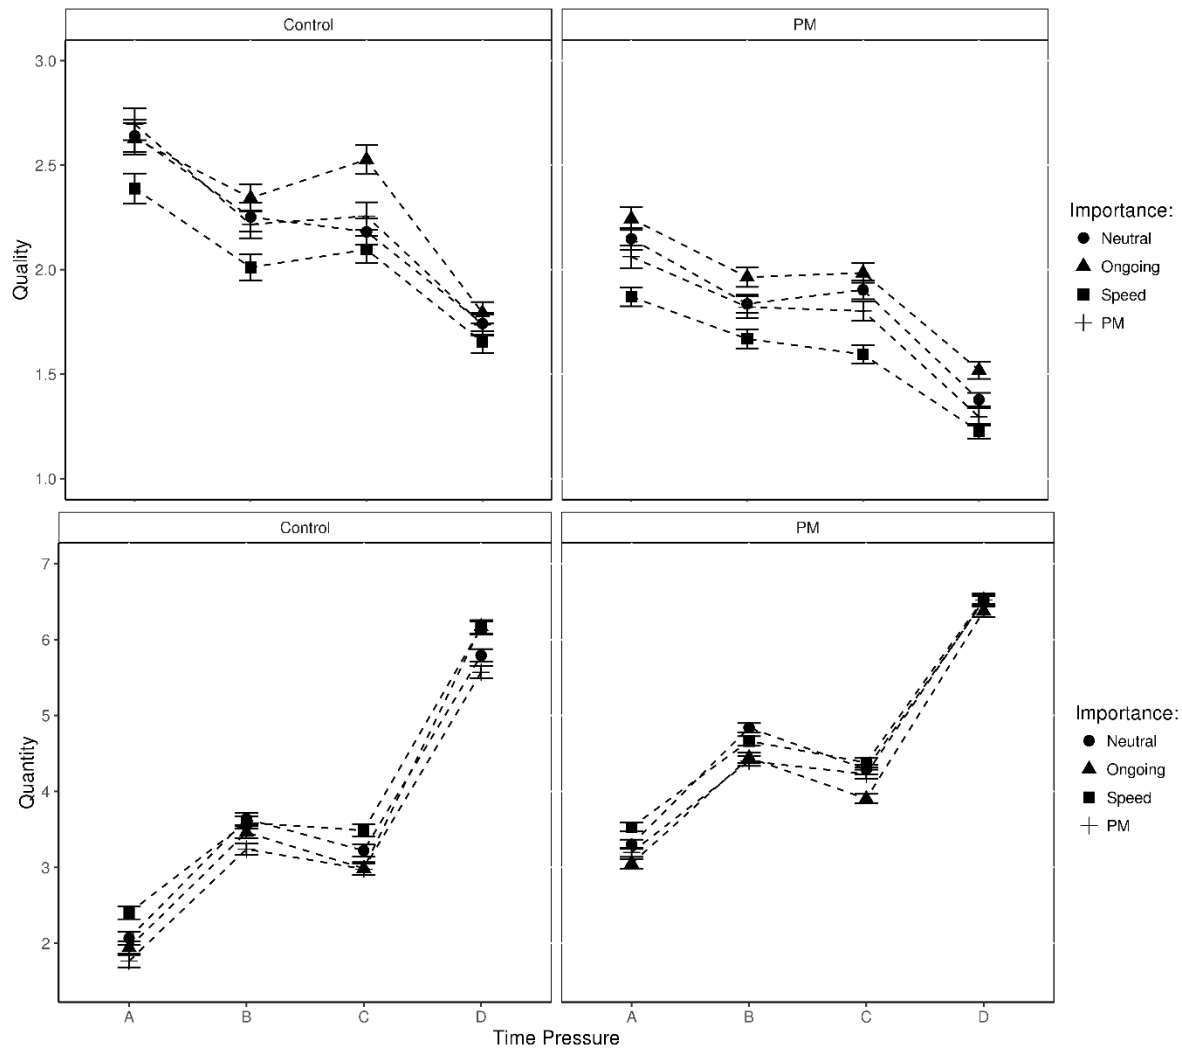 Control
PM
3.0
2.5
2.0
1.5
1.0
Quality
Importance:
Neutral
Ongoing
Speed
PM
Control
PM
7
6
5
4
3
2
Quantity
Importance:
Neutral
Ongoing
Speed
PM
A B C D A B C D
Time Pressure